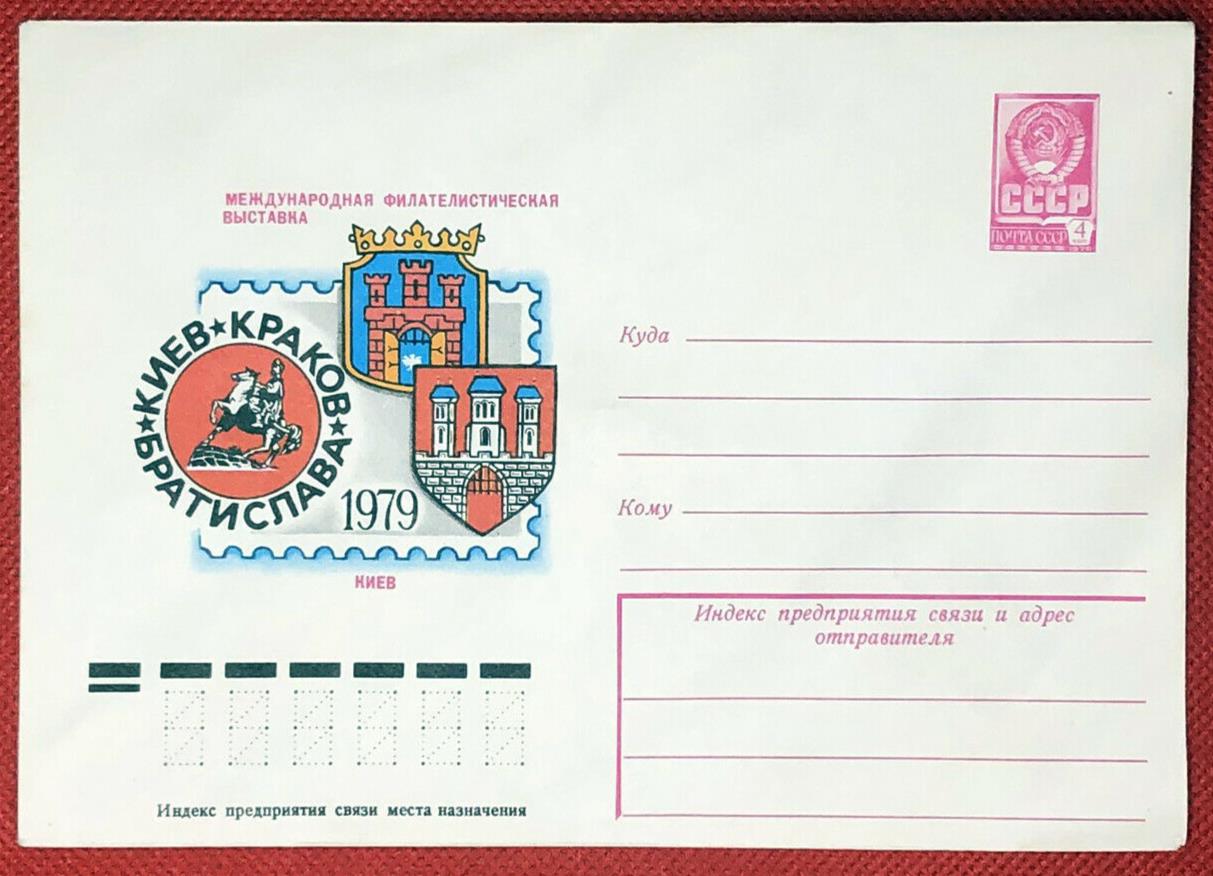 МЕЖДУНАРОДНАЯ ФИЛАТЕЛИСТИЧЕСКАЯ
ВЫСТАВКА
КИЕВ★КРАКОВ★
БРАТИСЛАВА★
1979
КИЕВ
СССР
ПОЧТА СССР 4
Куда
Кому
Индекс предприятия связи и адрес
отправителя
Индекс предприятия связи места назначения